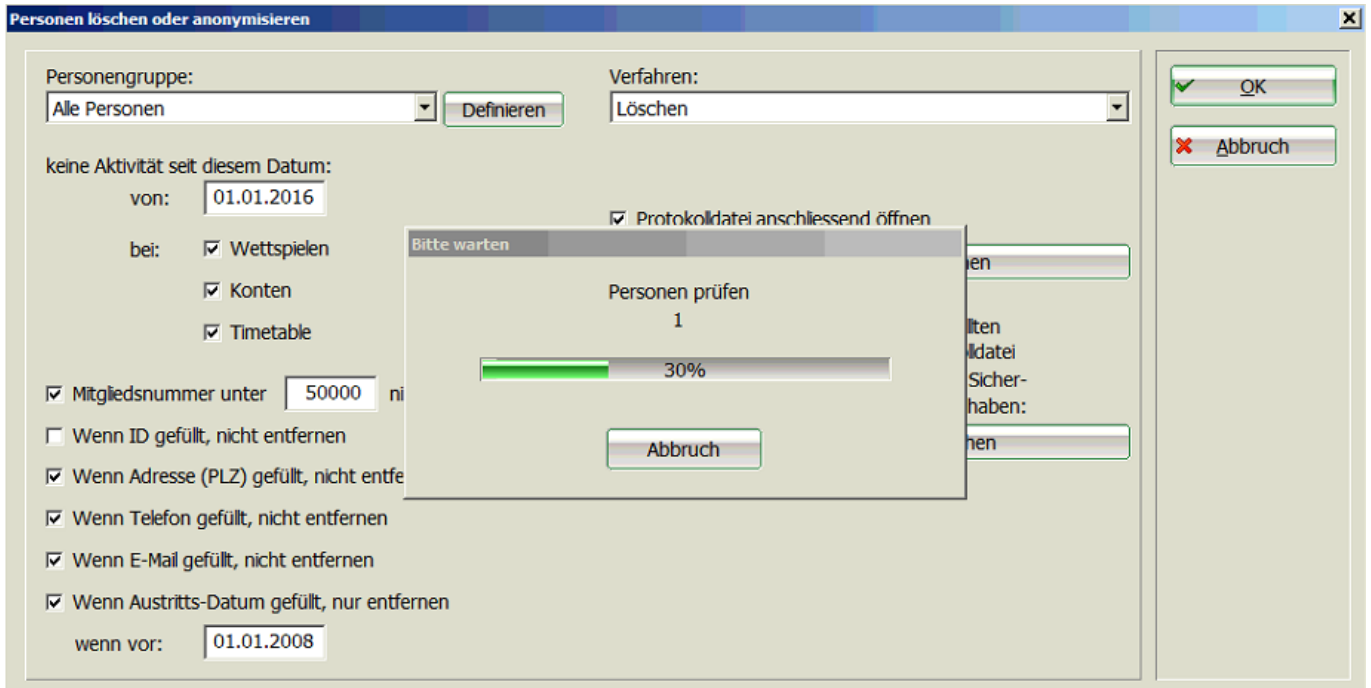 Personen löschen oder anonymisieren
Personengruppe:
Alle Personen
Definieren
Verfahren:
Löschen
OK
Abbruch
keine Aktivität seit diesem Datum:
von: 01.01.2016
bei:
Wettspielen
Konten
Timetable
Protokolldatei anschliessend öffnen
Bitte warten
Personen prüfen
1
30%
Abbruch
Sicher-
haben:
Mitgliedsnummer unter 50000
Wenn ID gefüllt, nicht entfernen
Wenn Adresse (PLZ) gefüllt, nicht
Wenn Telefon gefüllt, nicht entfernen
Wenn E-Mail gefüllt, nicht entfernen
Wenn Austritts-Datum gefüllt, nur entfernen
wenn vor: 01.01.2008